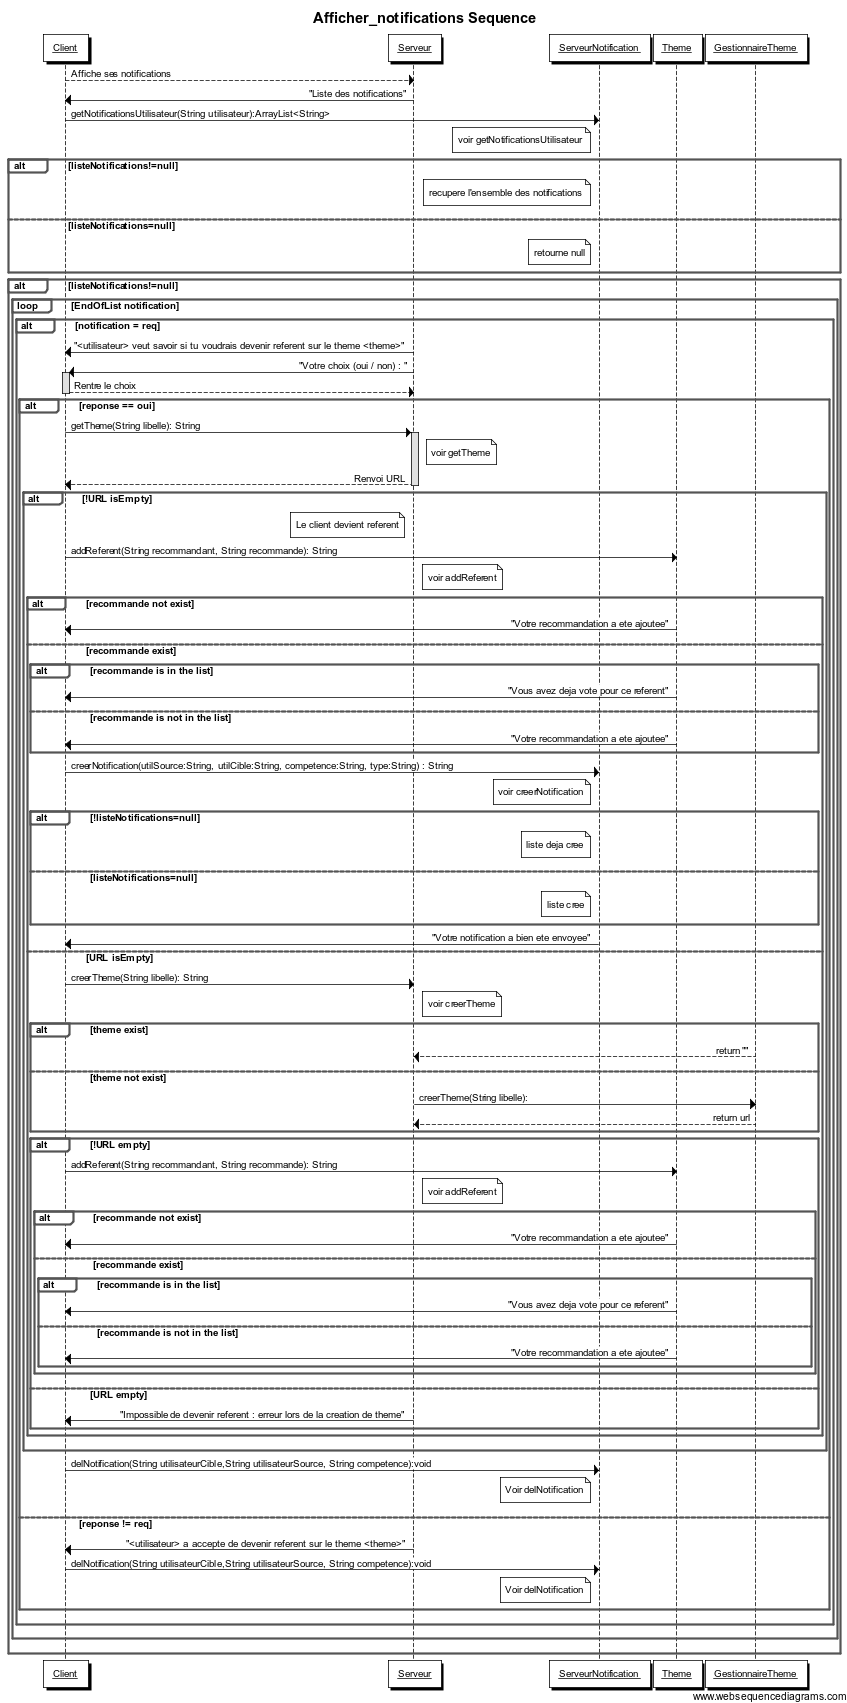 Afficher_notifications Sequence
Client
Serveur
ServeurNotification
Theme
GestionnaireTheme
Affiche ses notifications
"Liste des notifications"
getNotificationsUtilisateur(String utilisateur):ArrayList<String>
voir getNotificationsUtilisateur
alt
[listeNotifications!=null]
recupere l'ensemble des notifications
[listeNotifications=null]
retourne null
alt
[listeNotifications!=null]
loop
[EndOfList notification]
alt
[notification = req]
"<utilisateur> veut savoir si tu voudrais devenir referent sur le theme <theme>"
"Votre choix (oui / non) : "
Rentre le choix
alt
[reponse == oui]
getTheme(String libelle): String
voir getTheme
Renvoi URL
alt
[!URL isEmpty]
Le client devient referent
addReferent(String recommandant, String recommande): String
voir addReferent
alt
[recommande not exist]
"Votre recommandation a ete ajoutee"
[recommande exist]
alt
[recommande is in the list]
"Vous avez deja vote pour ce referent"
[recommande is not in the list]
"Votre recommandation a ete ajoutee"
creerNotification(utilSource:String, utilCible:String, competence:String, type:String) : String
voir creerNotification
alt
[!listeNotifications=null]
liste deja cree
[listeNotifications=null]
liste cree
"Votre notification a bien ete envoyee"
[URL isEmpty]
creerTheme(String libelle): String
voir creerTheme
alt
[theme exist]
return ""
[theme not exist]
creerTheme(String libelle):
return url
alt
[!URL empty]
addReferent(String recommandant, String recommande): String
voir addReferent
alt
[recommande not exist]
"Votre recommandation a ete ajoutee"
[recommande exist]
alt
[recommande is in the list]
"Vous avez deja vote pour ce referent"
[recommande is not in the list]
"Votre recommandation a ete ajoutee"
[URL empty]
"Impossible de devenir referent : erreur lors de la creation de theme"
delNotification(String utilisateurCible,String utilisateurSource, String competence):void
Voir delNotification
[reponse != req]
"<utilisateur> a accepte de devenir referent sur le theme <theme>"
delNotification(String utilisateurCible,String utilisateurSource, String competence):void
Voir delNotification
Client
Serveur
ServeurNotification
Theme
GestionnaireTheme
www.websequencediagrams.com